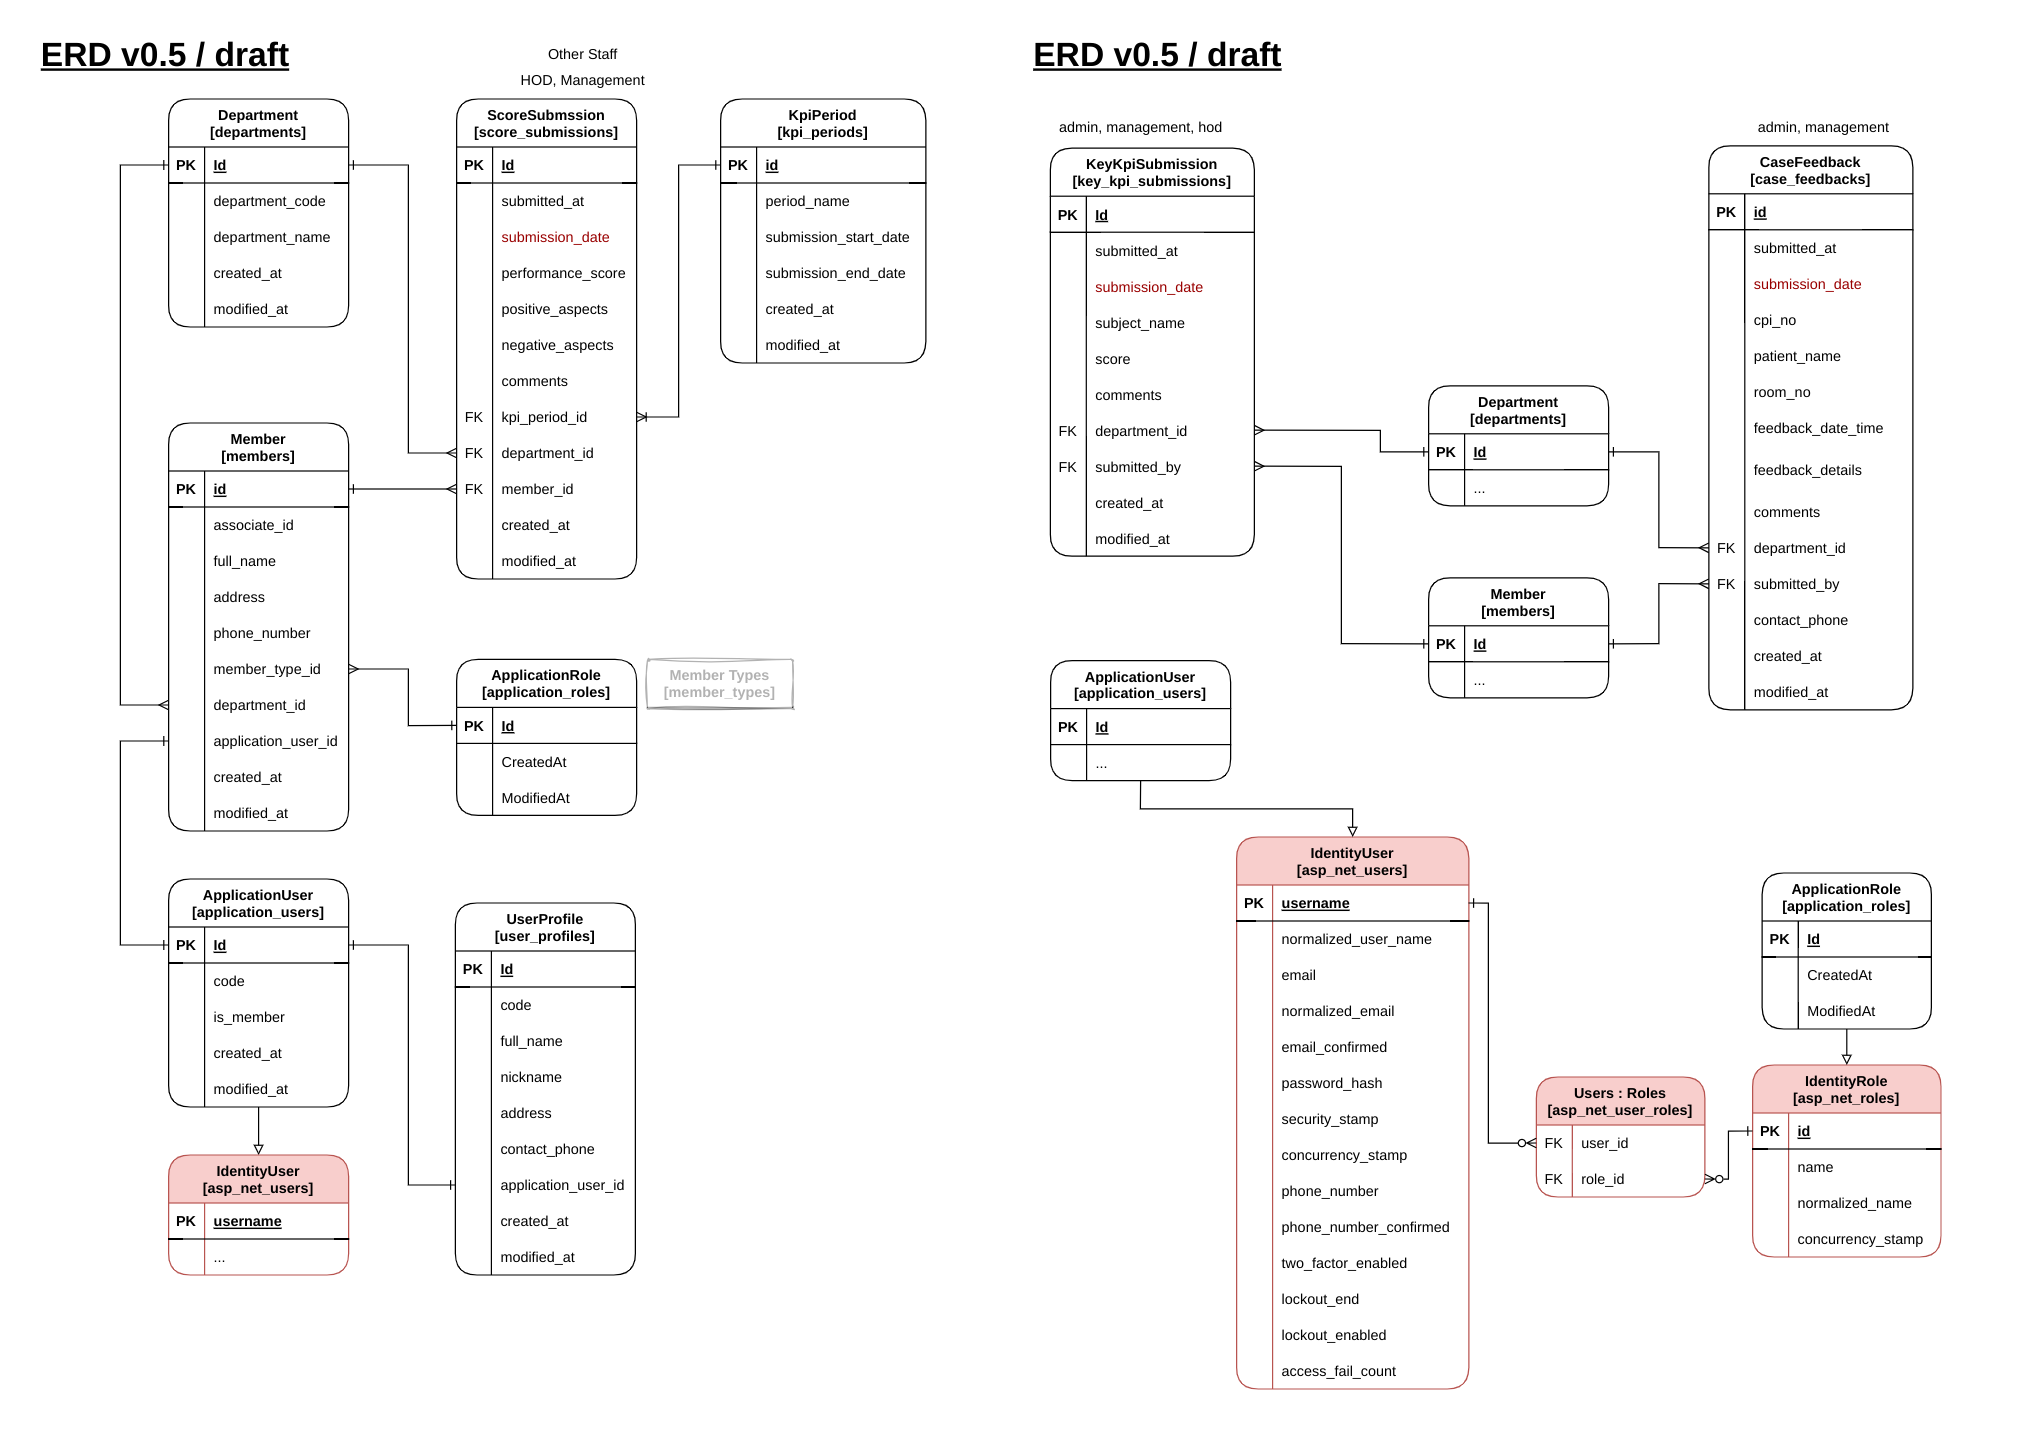 ERD v0.5 / draft
Other Staff
HOD, Management
Department
[departments]
PK Id
department_code
department_name
created_at
modified_at
ScoreSubmssion
[score_submissions]
PK Id
submitted_at
submission_date
performance_score
positive_aspects
negative_aspects
comments
FK kpi_period_id
FK department_id
FK member_id
created_at
modified_at
KpiPeriod
[kpi_periods]
PK id
period_name
submission_start_date
submission_end_date
created_at
modified_at
Member
[members]
PK id
associate_id
full_name
address
phone_number
member_type_id
department_id
application_user_id
created_at
modified_at
ApplicationRole
[application_roles]
PK Id
CreatedAt
ModifiedAt
Member Types
[member_types]
ApplicationUser
[application_users]
PK Id
code
is_member
created_at
modified_at
UserProfile
[user_profiles]
PK Id
code
full_name
nickname
address
contact_phone
application_user_id
created_at
modified_at
IdentityUser
[asp_net_users]
PK username
...
ERD v0.5 / draft
admin, management, hod
KeyKpiSubmission
[key_kpi_submissions]
PK Id
submitted_at
submission_date
subject_name
score
comments
FK department_id
FK submitted_by
created_at
modified_at
Department
[departments]
PK Id
...
Member
[members]
PK Id
...
admin, management
CaseFeedback
[case_feedbacks]
PK id
submitted_at
submission_date
cpi_no
patient_name
room_no
feedback_date_time
feedback_details
comments
FK department_id
FK submitted_by
contact_phone
created_at
modified_at
ApplicationUser
[application_users]
PK Id
...
IdentityUser
[asp_net_users]
PK username
normalized_user_name
email
normalized_email
email_confirmed
password_hash
security_stamp
concurrency_stamp
phone_number
phone_number_confirmed
two_factor_enabled
lockout_end
lockout_enabled
access_fail_count
Users : Roles
[asp_net_user_roles]
FK user_id
FK role_id
ApplicationRole
[application_roles]
PK Id
CreatedAt
ModifiedAt
IdentityRole
[asp_net_roles]
PK id
name
normalized_name
concurrency_stamp